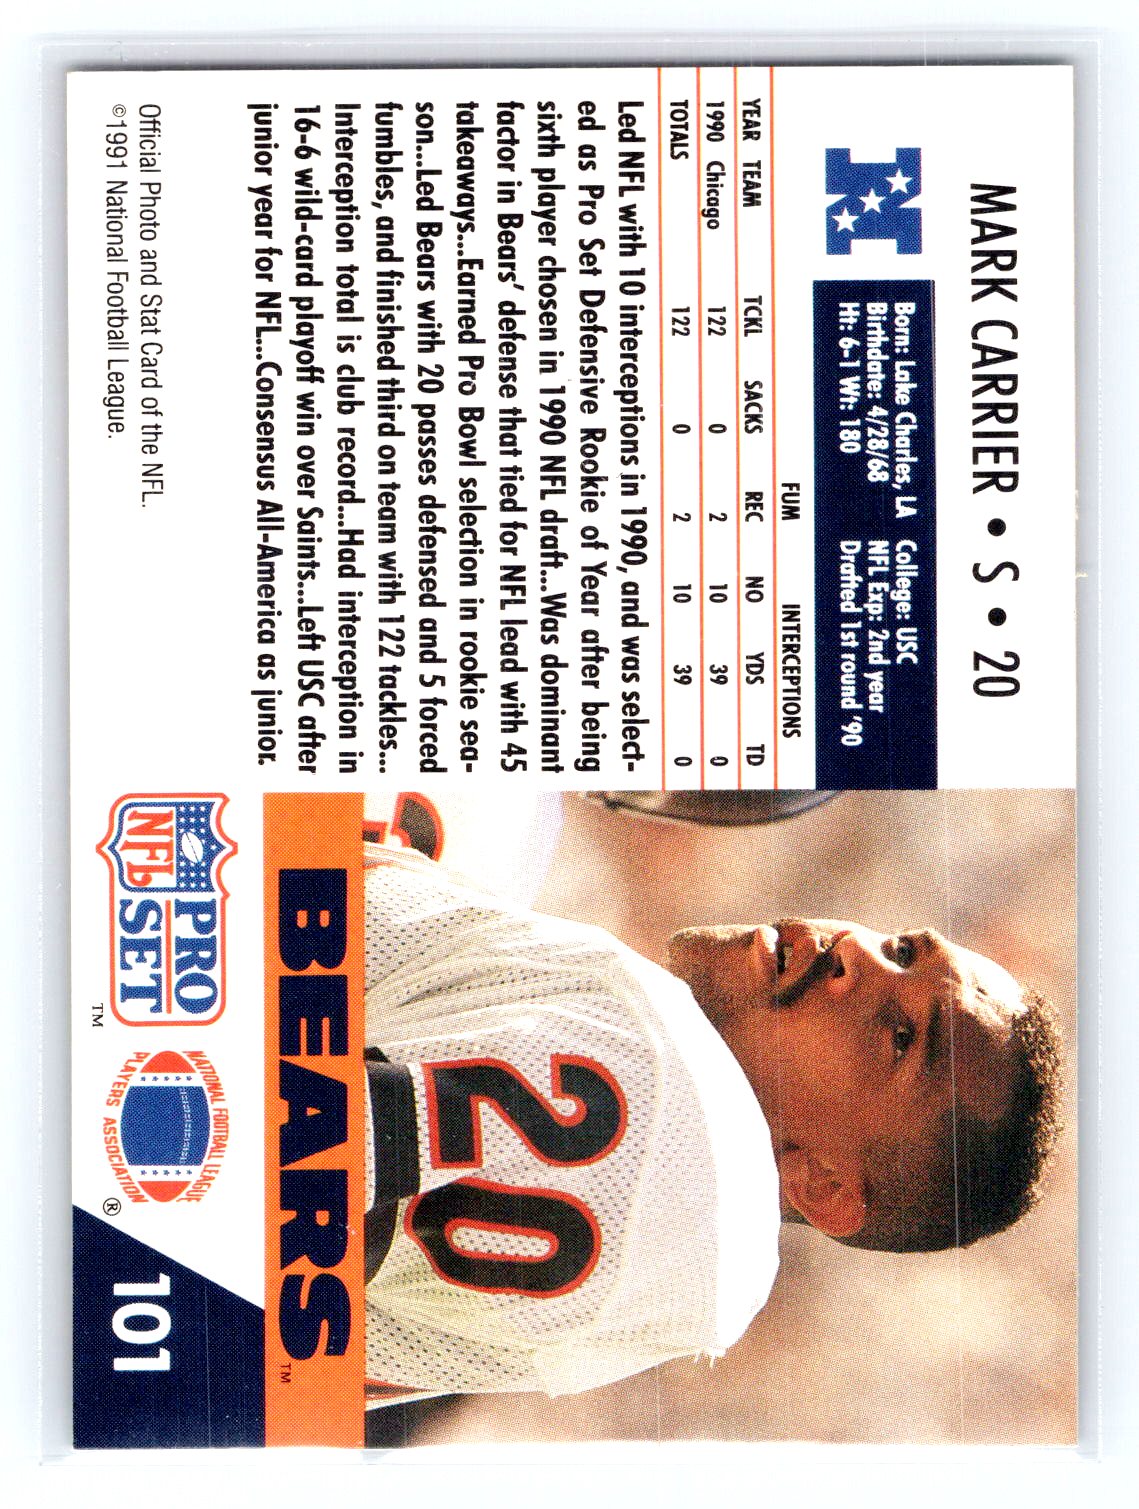 MARK CARRIER • S • 20
Born: Lake Charles, LA College: USC
Birthdate: 4/28/68 NFL Exp: 2nd year
Ht: 6-1 Wt: 180 Drafted 1st round '90
FUM INTERCEPTIONS
YEAR TEAM TCKL SACKS REC NO YDS TD
1990 Chicago 122 0 2 10 39 0
TOTALS 122 0 2 10 39 0
Led NFL with 10 interceptions in 1990, and was select-
ed as Pro Set Defensive Rookie of Year after being
sixth player chosen in 1990 NFL draft...Was dominant
factor in Bears' defense that tied for NFL lead with 45
takeaways...Earned Pro Bowl selection in rookie sea-
son...Led Bears with 20 passes defensed and 5 forced
fumbles, and finished third on team with 122 tackles...
Interception total is club record...Had interception in
16-6 wild-card playoff win over Saints...Left USC after
junior year for NFL...Consensus All-America as junior.
Official Photo and Stat Card of the NFL.
©1991 National Football League.
20
BEARS™
NFL
PRO
SET
™
NATIONAL FOOTBALL LEAGUE
PLAYERS ASSOCIATION
®
101